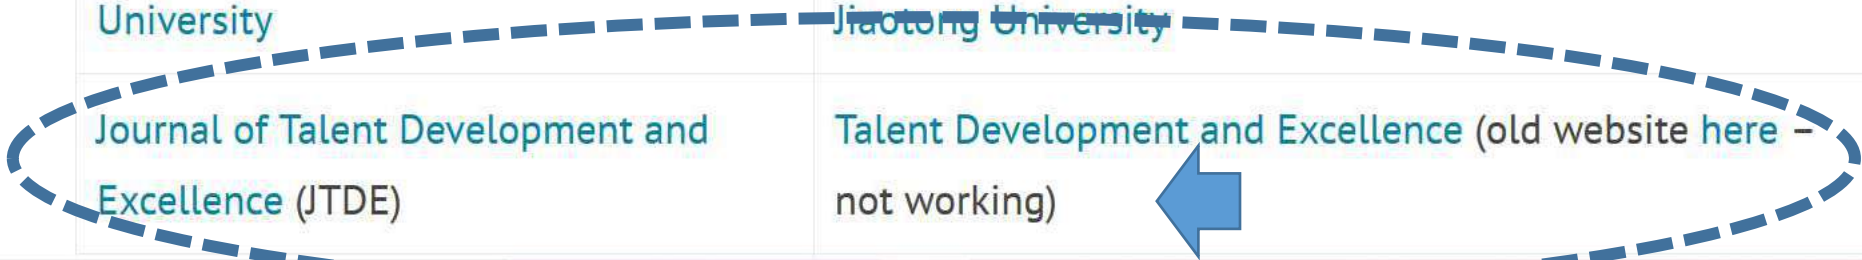 University
Jiaotong University
Journal of Talent Development and
Excellence (JTDE)
Talent Development and Excellence (old website here –
not working)